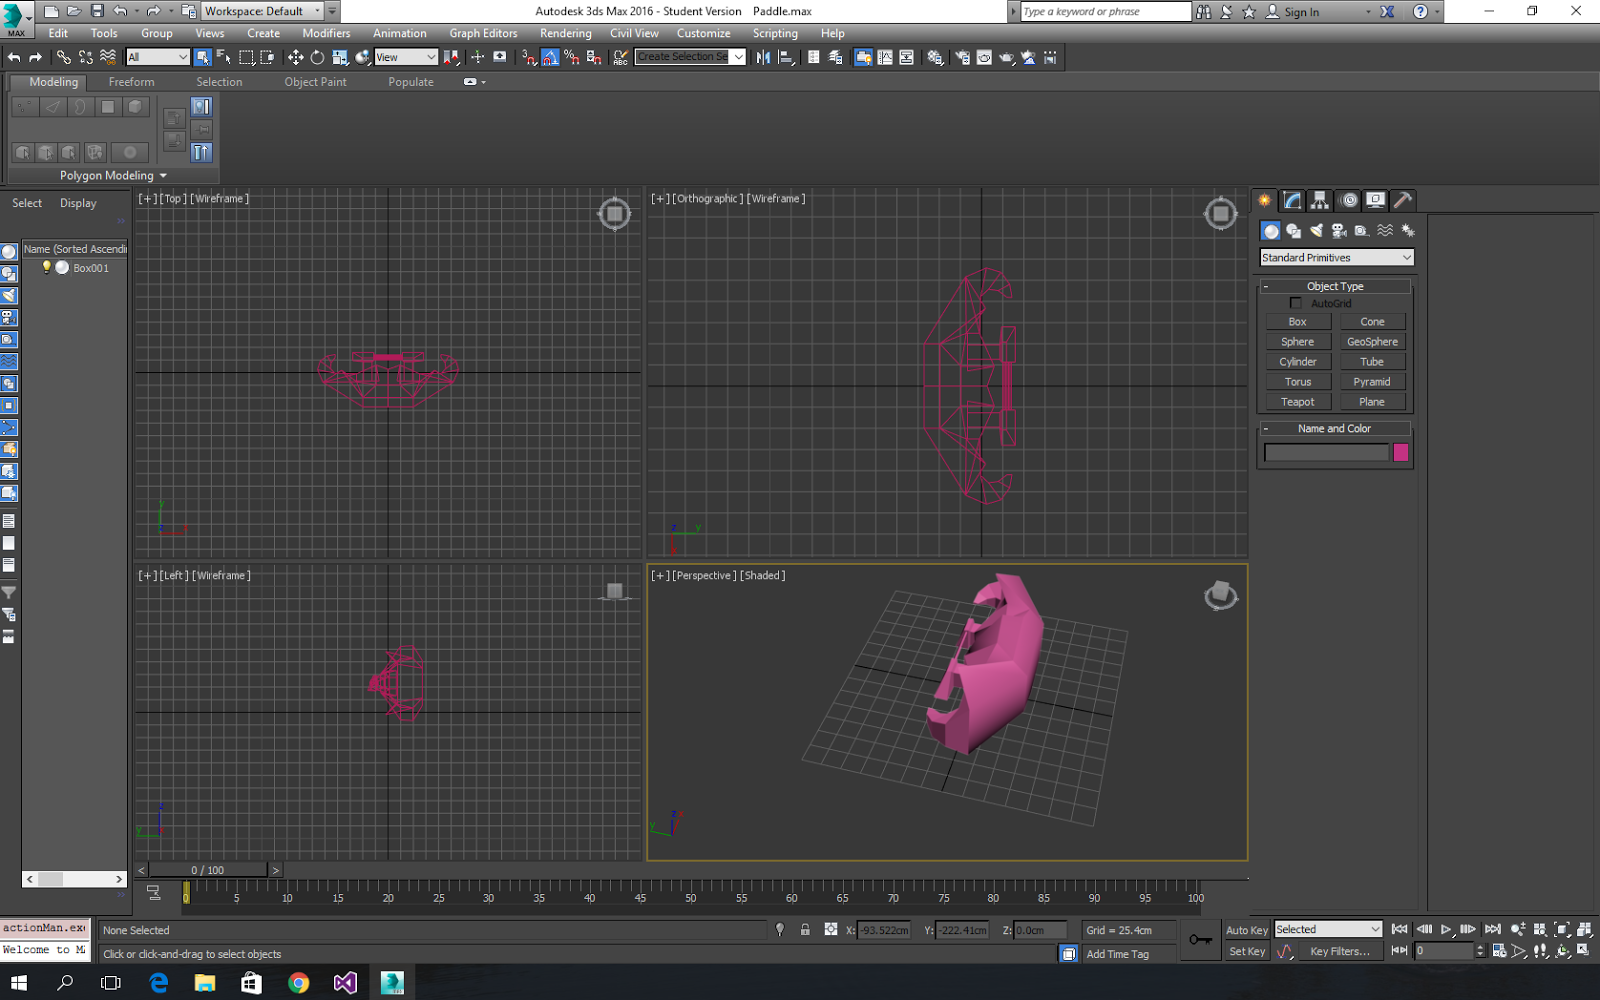 MAX
Workspace: Default
Autodesk 3ds Max 2016 - Student Version Paddle.max
Type a keyword or phrase
Sign In
Edit Tools Group Views Create Modifiers Animation Graph Editors Rendering Civil View Customize Scripting Help
All
View
Create Selection Se
Modeling Freeform Selection Object Paint Populate
Polygon Modeling
Select Display
Name (Sorted Ascendi
Box001
[+] [Top] [Wireframe]
[+] [Orthographic] [Wireframe]
[+] [Left] [Wireframe]
[+] [Perspective] [Shaded]
Standard Primitives
- Object Type
AutoGrid
Box Cone
Sphere GeoSphere
Cylinder Tube
Torus Pyramid
Teapot Plane
- Name and Color
< 0 / 100 >
0 5 10 15 20 25 30 35 40 45 50 55 60 65 70 75 80 85 90 95 100
actionMan.exe
Welcome to M
None Selected
Click or click-and-drag to select objects
X: -93.522cm Y: -222.41cm Z: 0.0cm
Grid = 25.4cm
Add Time Tag
Auto Key Selected
Set Key Key Filters...
0